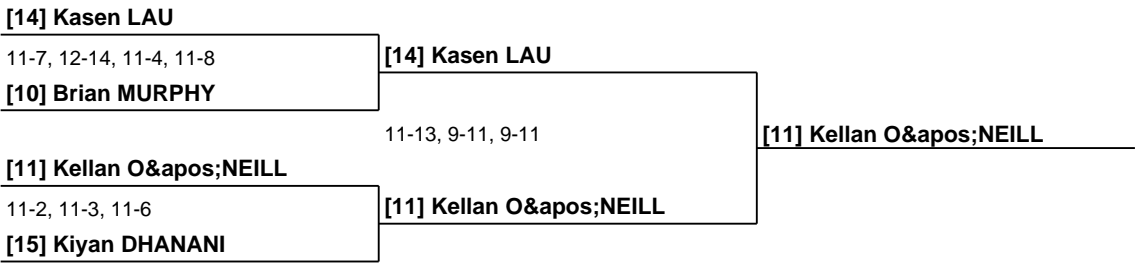 [14] Kasen LAU
11-7, 12-14, 11-4, 11-8
[10] Brian MURPHY
[14] Kasen LAU
11-13, 9-11, 9-11
[11] Kellan O&apos;NEILL
[11] Kellan O&apos;NEILL
11-2, 11-3, 11-6
[15] Kiyan DHANANI
[11] Kellan O&apos;NEILL